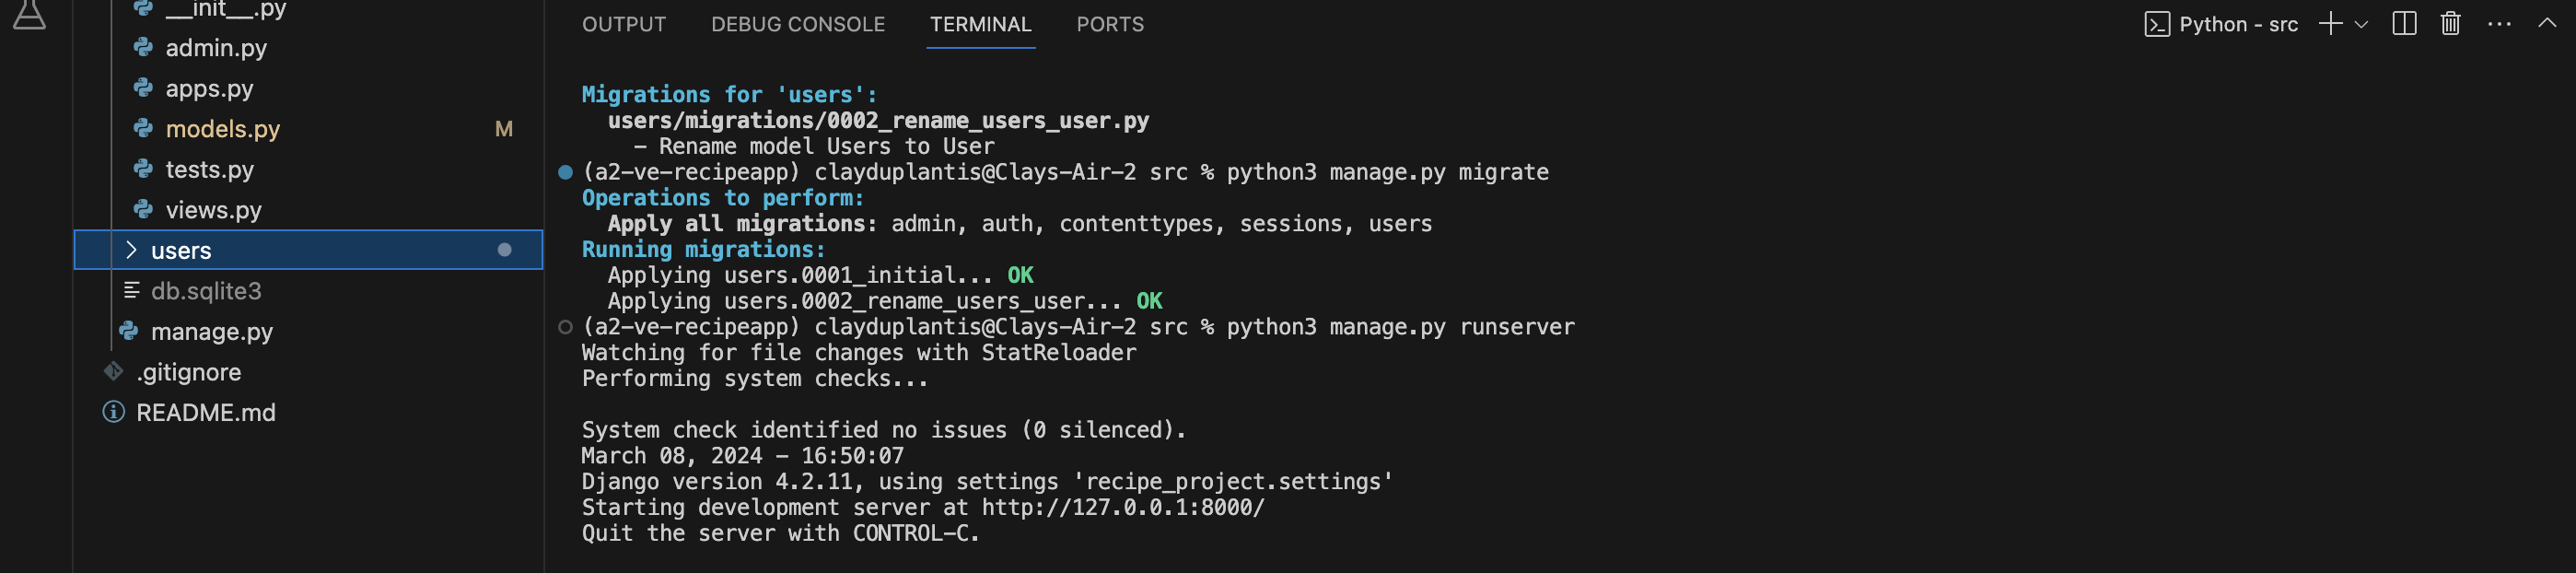 __init__.py
admin.py
apps.py
models.py M
tests.py
views.py
users
db.sqlite3
manage.py
.gitignore
README.md
OUTPUT DEBUG CONSOLE TERMINAL PORTS
Python - src
Migrations for 'users':
users/migrations/0002_rename_users_user.py
- Rename model Users to User
(a2-ve-recipeapp) clayduplantis@Clays-Air-2 src % python3 manage.py migrate
Operations to perform:
Apply all migrations: admin, auth, contenttypes, sessions, users
Running migrations:
Applying users.0001_initial... OK
Applying users.0002_rename_users_user... OK
(a2-ve-recipeapp) clayduplantis@Clays-Air-2 src % python3 manage.py runserver
Watching for file changes with StatReloader
Performing system checks...
System check identified no issues (0 silenced).
March 08, 2024 - 16:50:07
Django version 4.2.11, using settings 'recipe_project.settings'
Starting development server at http://127.0.0.1:8000/
Quit the server with CONTROL-C.